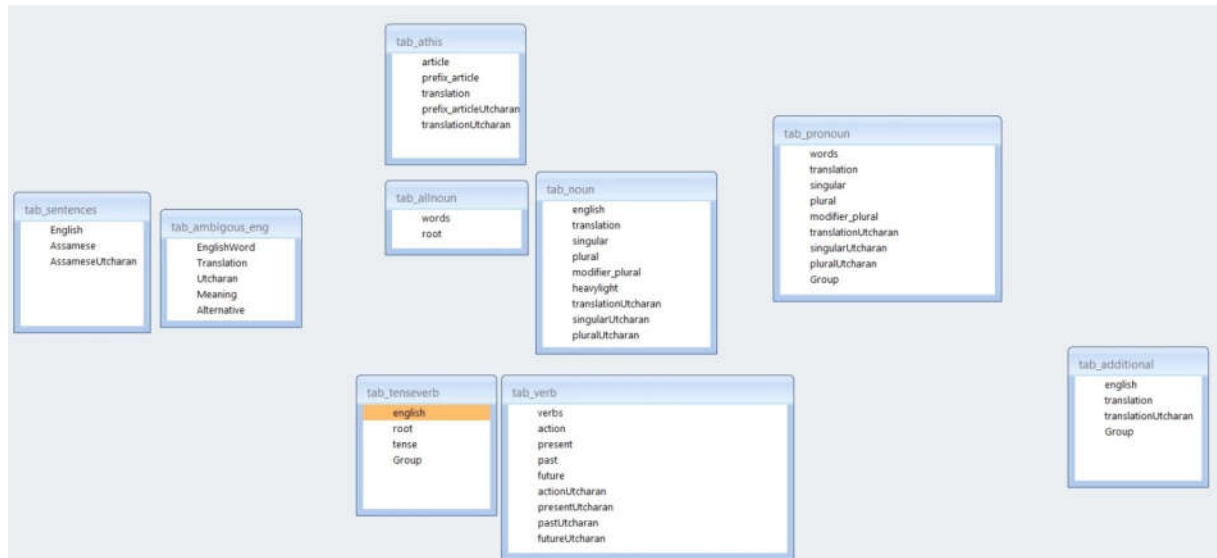 tab_athis
article
prefix_article
translation
prefix_articleUtcharan
translationUtcharan
tab_pronoun
words
translation
singular
plural
modifier_plural
translationUtcharan
singularUtcharan
pluralUtcharan
Group
tab_sentences
English
Assamese
AssameseUtcharan
tab_ambigous_eng
EnglishWord
Translation
Utcharan
Meaning
Alternative
tab_allnoun
words
root
tab_noun
english
translation
singular
plural
modifier_plural
heavylight
translationUtcharan
singularUtcharan
pluralUtcharan
tab_tenseverb
english
root
tense
Group
tab_verb
verbs
action
present
past
future
actionUtcharan
presentUtcharan
pastUtcharan
futureUtcharan
tab_additional
english
translation
translationUtcharan
Group